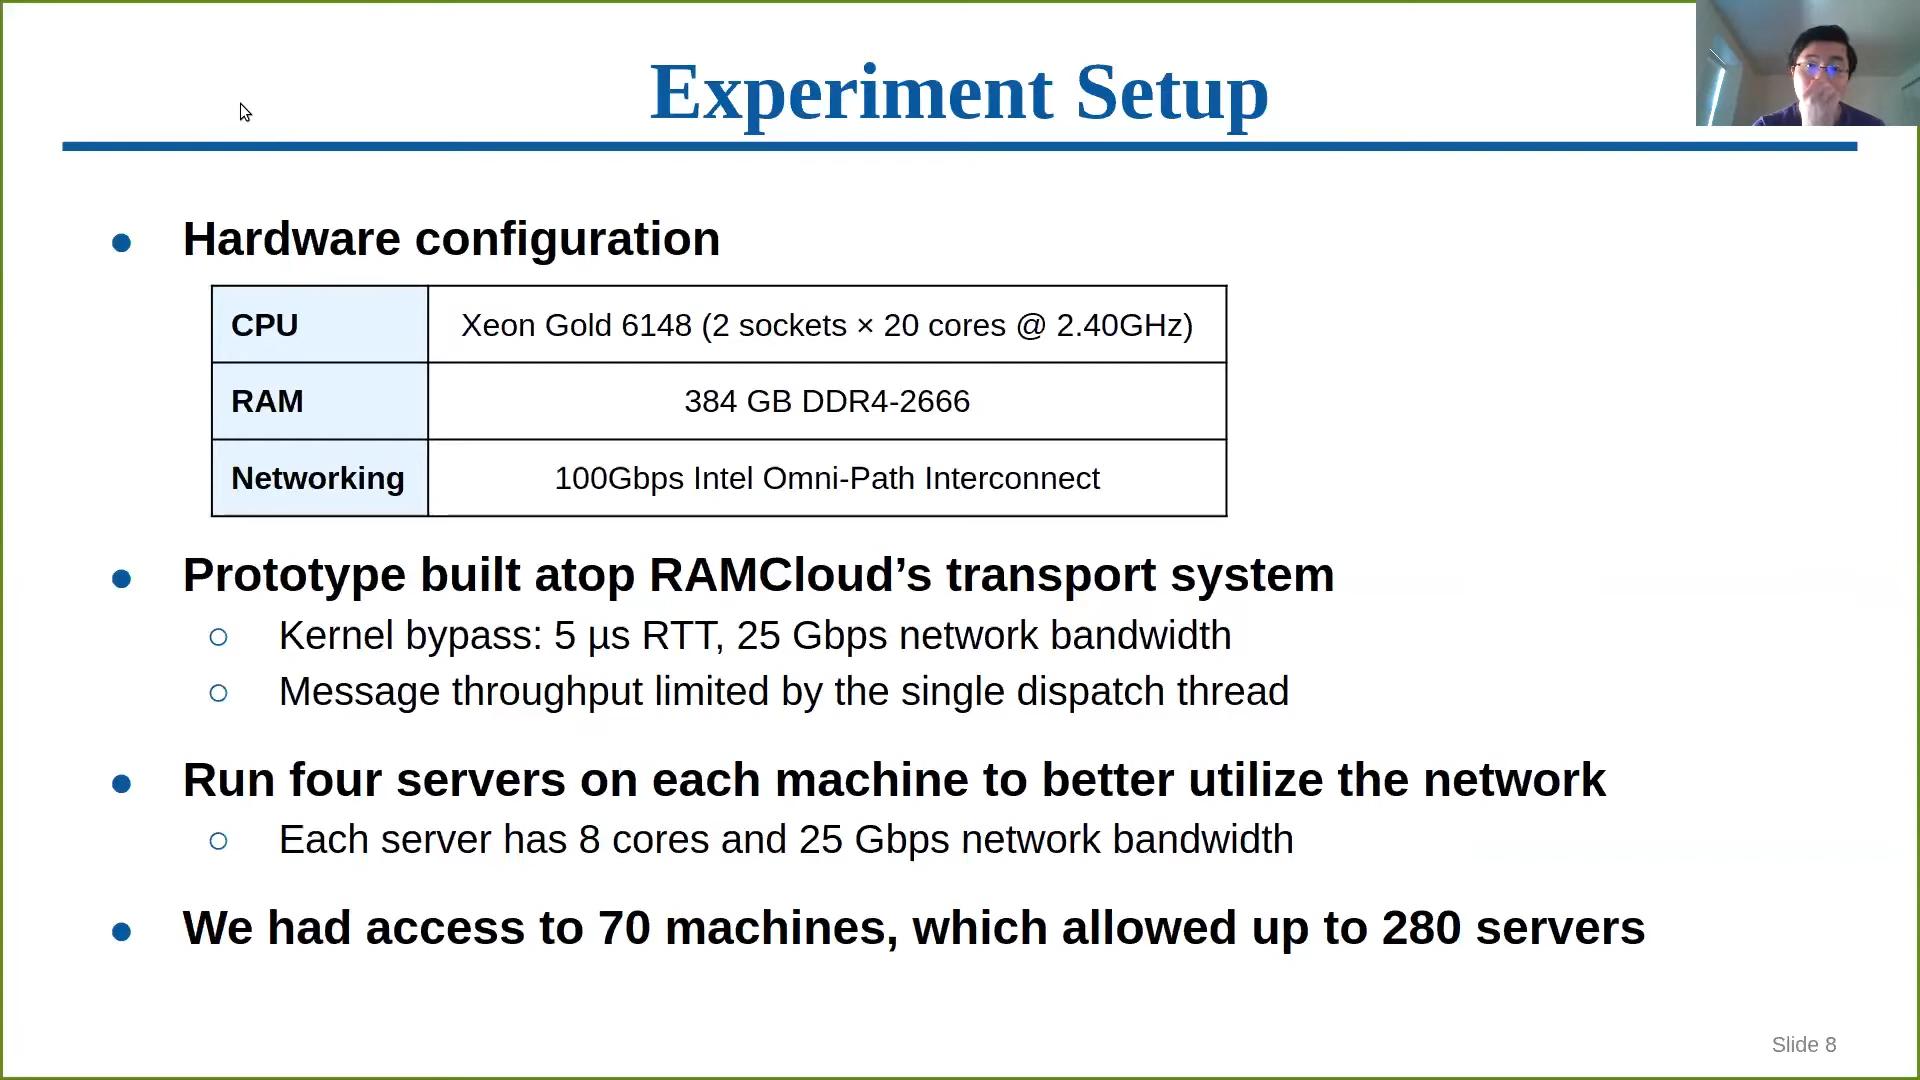 Experiment Setup
● Hardware configuration
CPU Xeon Gold 6148 (2 sockets × 20 cores @ 2.40GHz)
RAM 384 GB DDR4-2666
Networking 100Gbps Intel Omni-Path Interconnect
● Prototype built atop RAMCloud’s transport system
○ Kernel bypass: 5 µs RTT, 25 Gbps network bandwidth
○ Message throughput limited by the single dispatch thread
● Run four servers on each machine to better utilize the network
○ Each server has 8 cores and 25 Gbps network bandwidth
● We had access to 70 machines, which allowed up to 280 servers
Slide 8